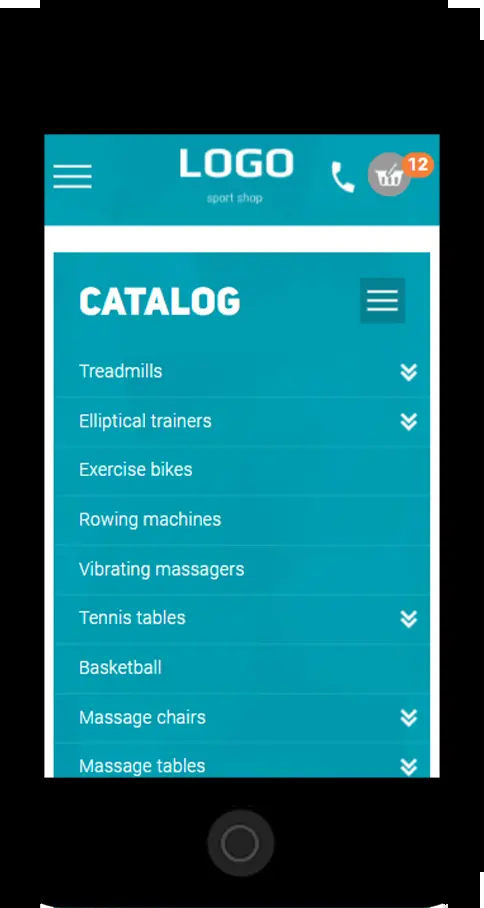 LOGO
sport shop
12
CATALOG
Treadmills
Elliptical trainers
Exercise bikes
Rowing machines
Vibrating massagers
Tennis tables
Basketball
Massage chairs
Massage tables